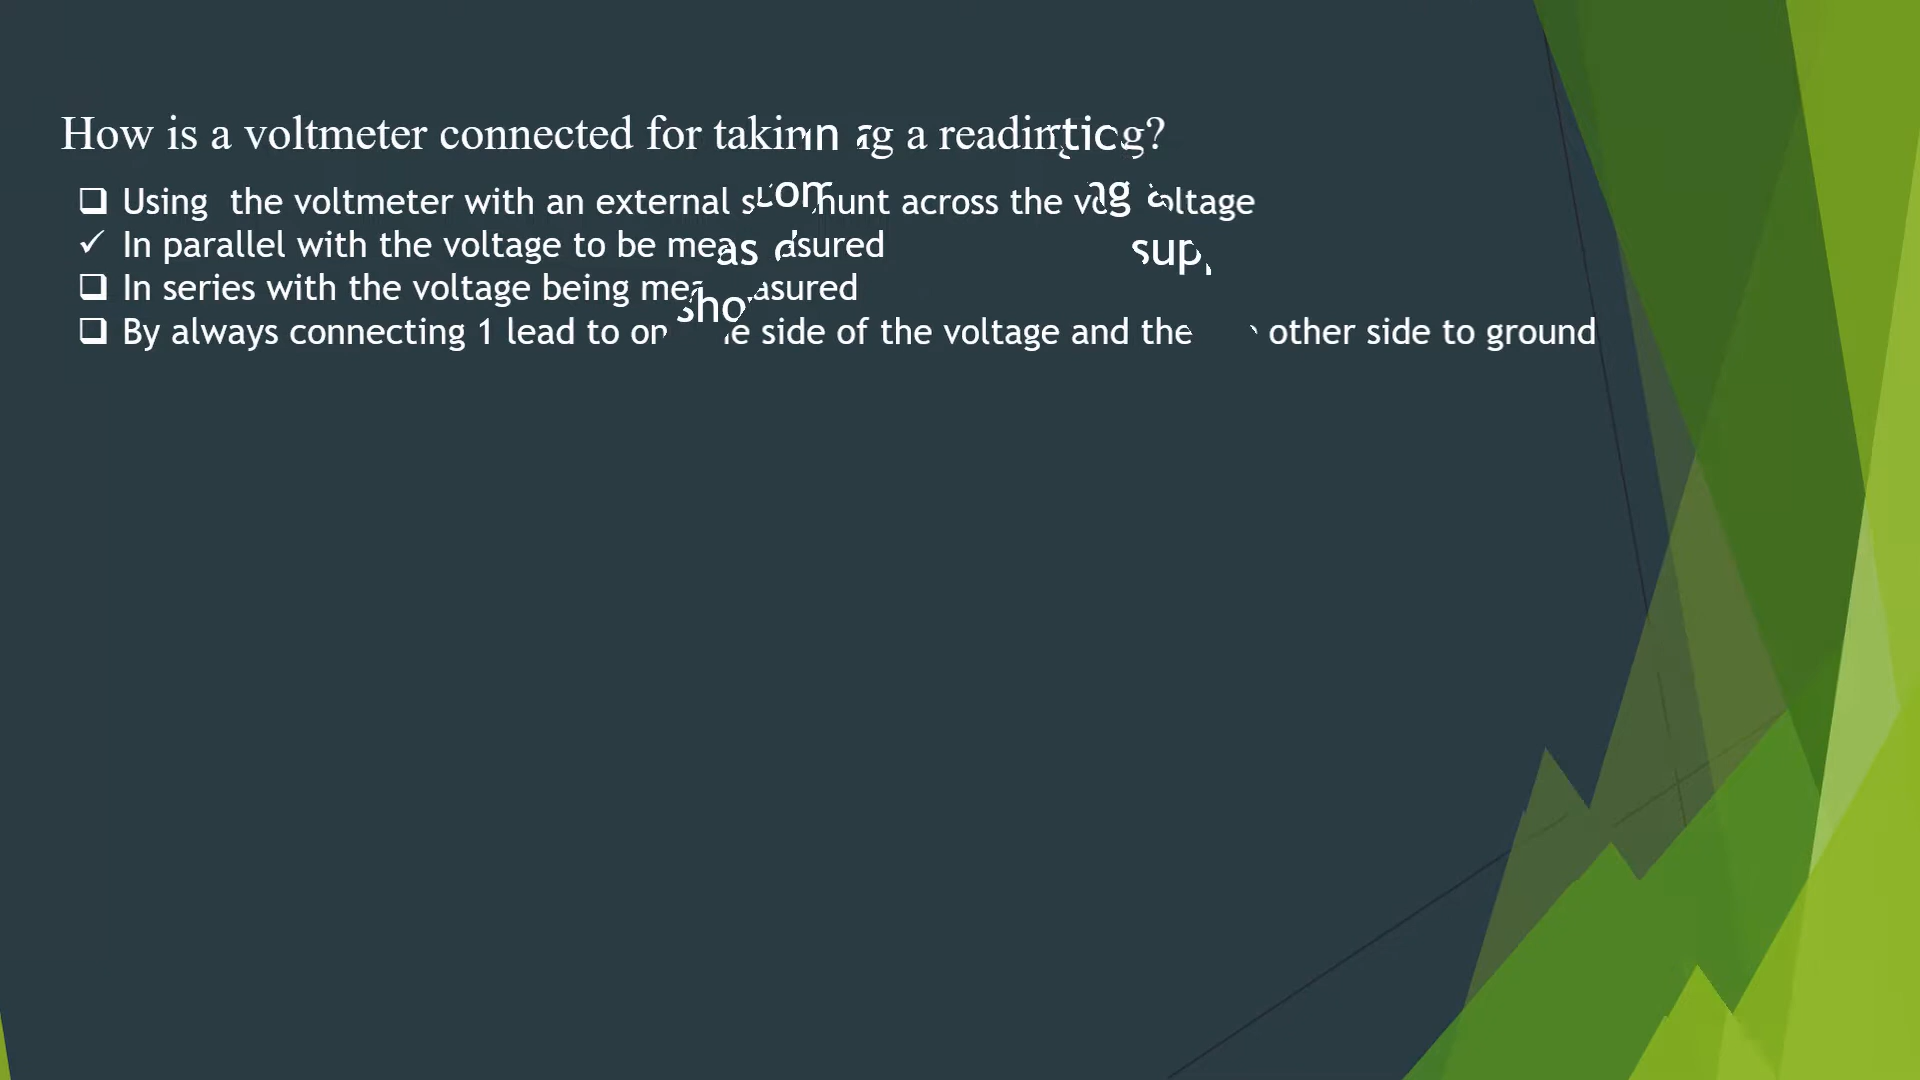 How is a voltmeter connected for taking a reading?
❑ Using the voltmeter with an external shunt across the voltage
✓ In parallel with the voltage to be measured
❑ In series with the voltage being measured
❑ By always connecting 1 lead to one side of the voltage and the other side to ground